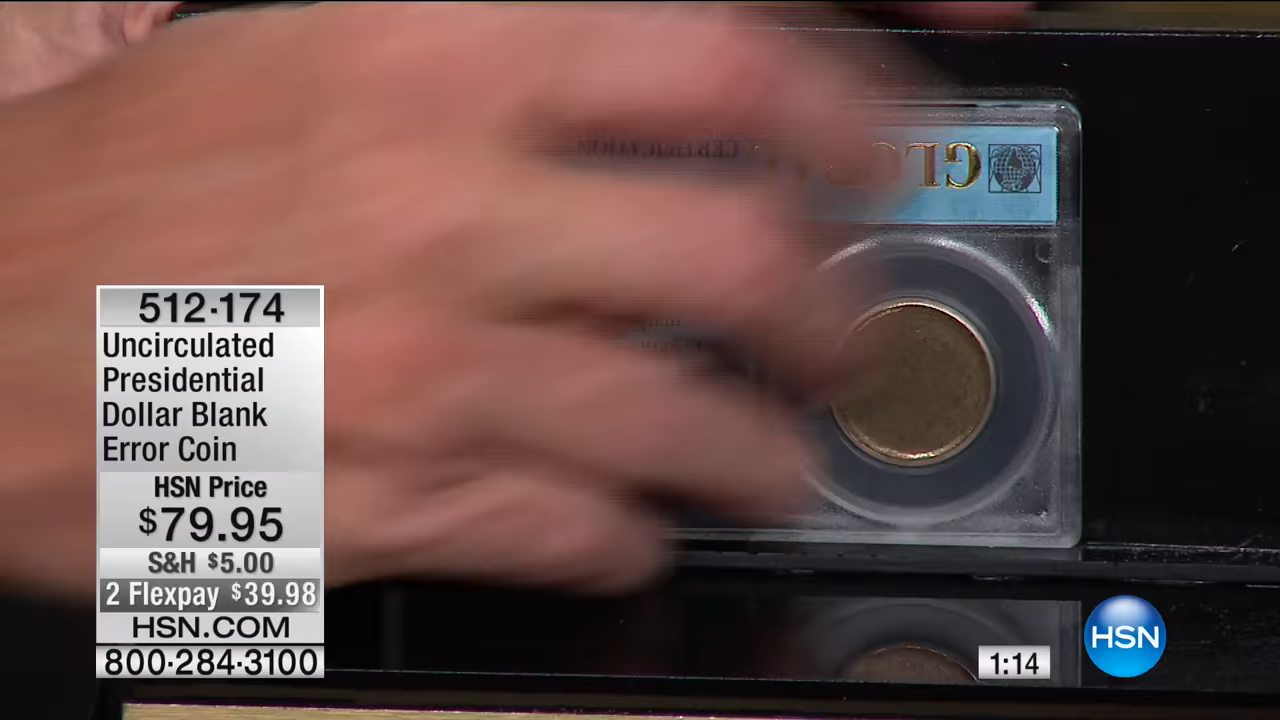 CERTIFICATION
512-174
Uncirculated
Presidential
Dollar Blank
Error Coin
HSN Price
$79.95
S&H $5.00
2 Flexpay $39.98
HSN.COM
800-284-3100
1:14
HSN